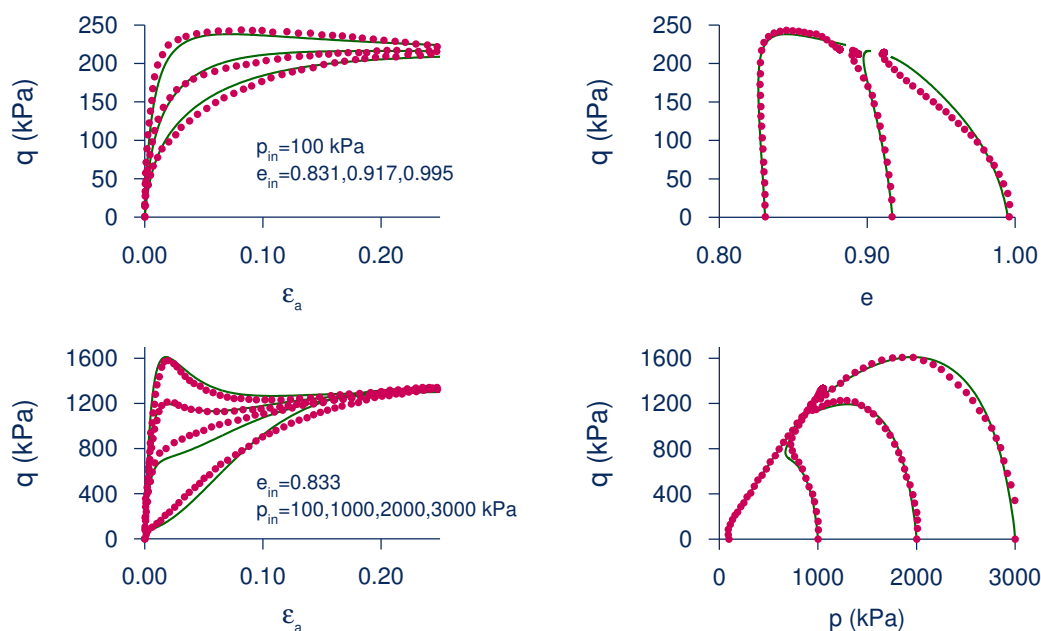 250
200
150
100
50
0
q (kPa)
p_in=100 kPa
e_in=0.831,0.917,0.995
0.00 0.10 0.20
ε_a
250
200
150
100
50
0
q (kPa)
0.80 0.90 1.00
e
1600
1200
800
400
0
q (kPa)
e_in=0.833
p_in=100,1000,2000,3000 kPa
0.00 0.10 0.20
ε_a
1600
1200
800
400
0
q (kPa)
0 1000 2000 3000
p (kPa)